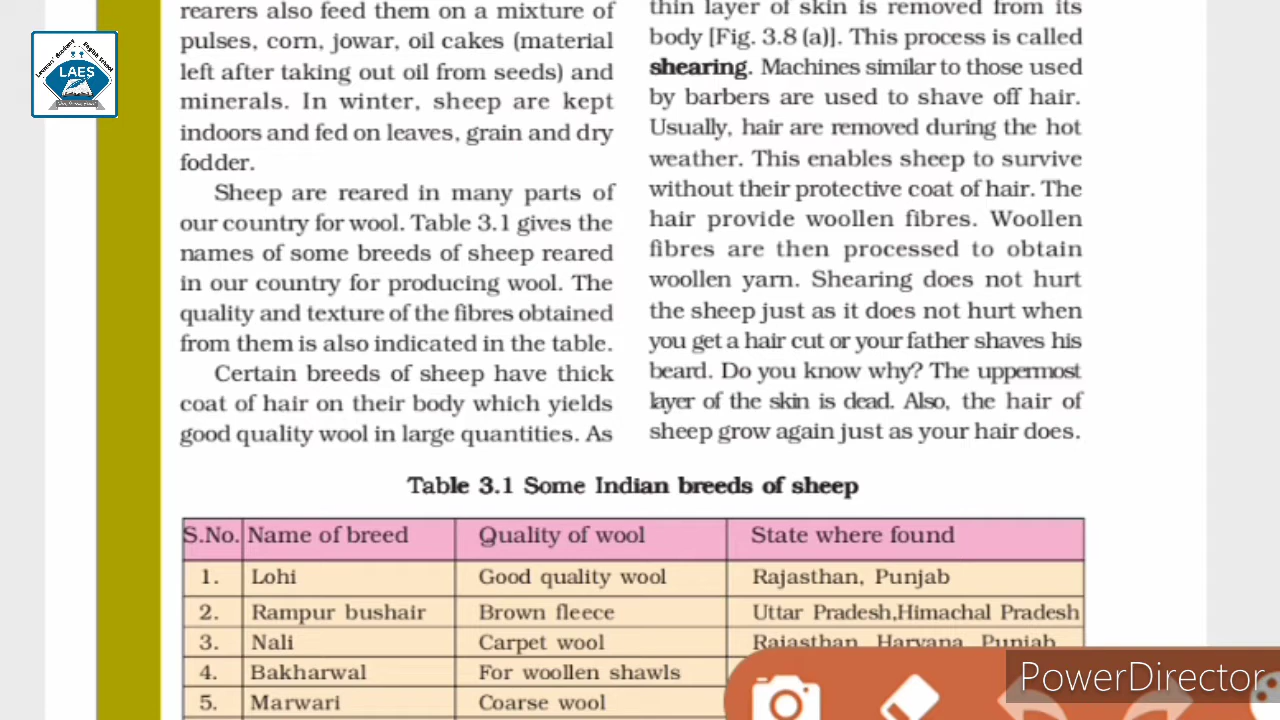 rearers also feed them on a mixture of
pulses, corn, jowar, oil cakes (material
left after taking out oil from seeds) and
minerals. In winter, sheep are kept
indoors and fed on leaves, grain and dry
fodder.
Sheep are reared in many parts of
our country for wool. Table 3.1 gives the
names of some breeds of sheep reared
in our country for producing wool. The
quality and texture of the fibres obtained
from them is also indicated in the table.
Certain breeds of sheep have thick
coat of hair on their body which yields
good quality wool in large quantities. As
thin layer of skin is removed from its
body [Fig. 3.8 (a)]. This process is called
shearing. Machines similar to those used
by barbers are used to shave off hair.
Usually, hair are removed during the hot
weather. This enables sheep to survive
without their protective coat of hair. The
hair provide woollen fibres. Woollen
fibres are then processed to obtain
woollen yarn. Shearing does not hurt
the sheep just as it does not hurt when
you get a hair cut or your father shaves his
beard. Do you know why? The uppermost
layer of the skin is dead. Also, the hair of
sheep grow again just as your hair does.
Table 3.1 Some Indian breeds of sheep
S.No. Name of breed Quality of wool State where found
1. Lohi Good quality wool Rajasthan, Punjab
2. Rampur bushair Brown fleece Uttar Pradesh,Himachal Pradesh
3. Nali Carpet wool Rajasthan, Haryana, Punjab
4. Bakharwal For woollen shawls
5. Marwari Coarse wool
LAES
PowerDirector